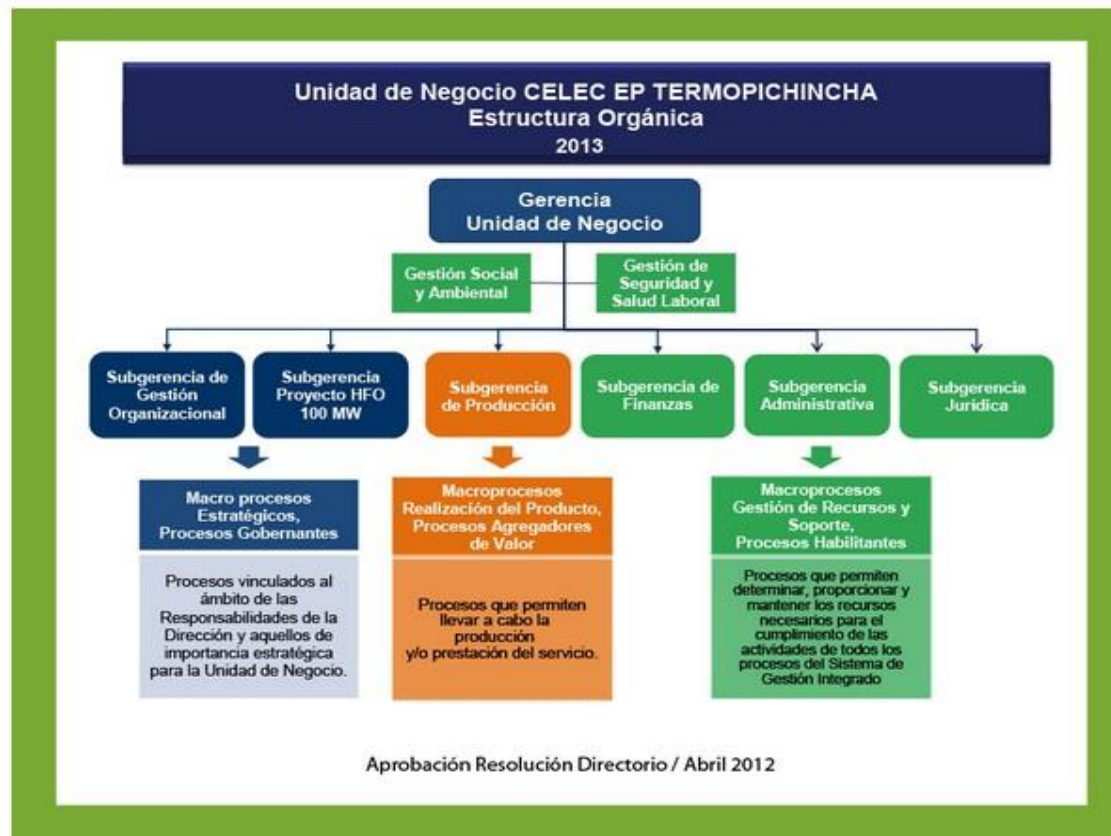 Unidad de Negocio CELEC EP TERMOPICHINCHA
Estructura Orgánica
2013
Gerencia
Unidad de Negocio
Gestión Social
y Ambiental
Gestión de
Seguridad y
Salud Laboral
Subgerencia de
Gestión
Organizacional
Subgerencia
Proyecto HFO
100 MW
Subgerencia
de Producción
Subgerencia de
Finanzas
Subgerencia
Administrativa
Subgerencia
Jurídica
Macro procesos
Estratégicos,
Procesos Gobernantes
Procesos vinculados al
ámbito de las
Responsabilidades de la
Dirección y aquellos de
importancia estratégica
para la Unidad de Negocio.
Macroprocesos
Realización del Producto,
Procesos Agregadores
de Valor
Procesos que permiten
llevar a cabo la
producción
y/o prestación del servicio.
Macroprocesos
Gestión de Recursos y
Soporte,
Procesos Habilitantes
Procesos que permiten
determinar, proporcionar y
mantener los recursos
necesarios para el
cumplimiento de las
actividades de todos los
procesos del Sistema de
Gestión Integrado
Aprobación Resolución Directorio / Abril 2012